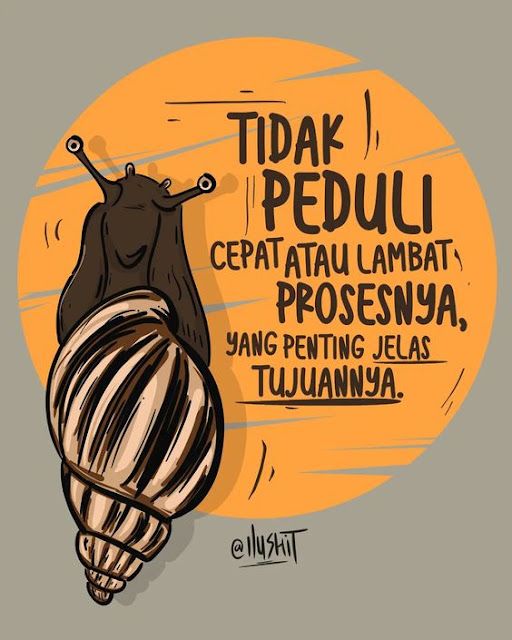 TIDAK
PEDULI
CEPAT ATAU LAMBAT
PROSESNYA,
YANG PENTING JELAS
TUJUANNYA.
@ilushit